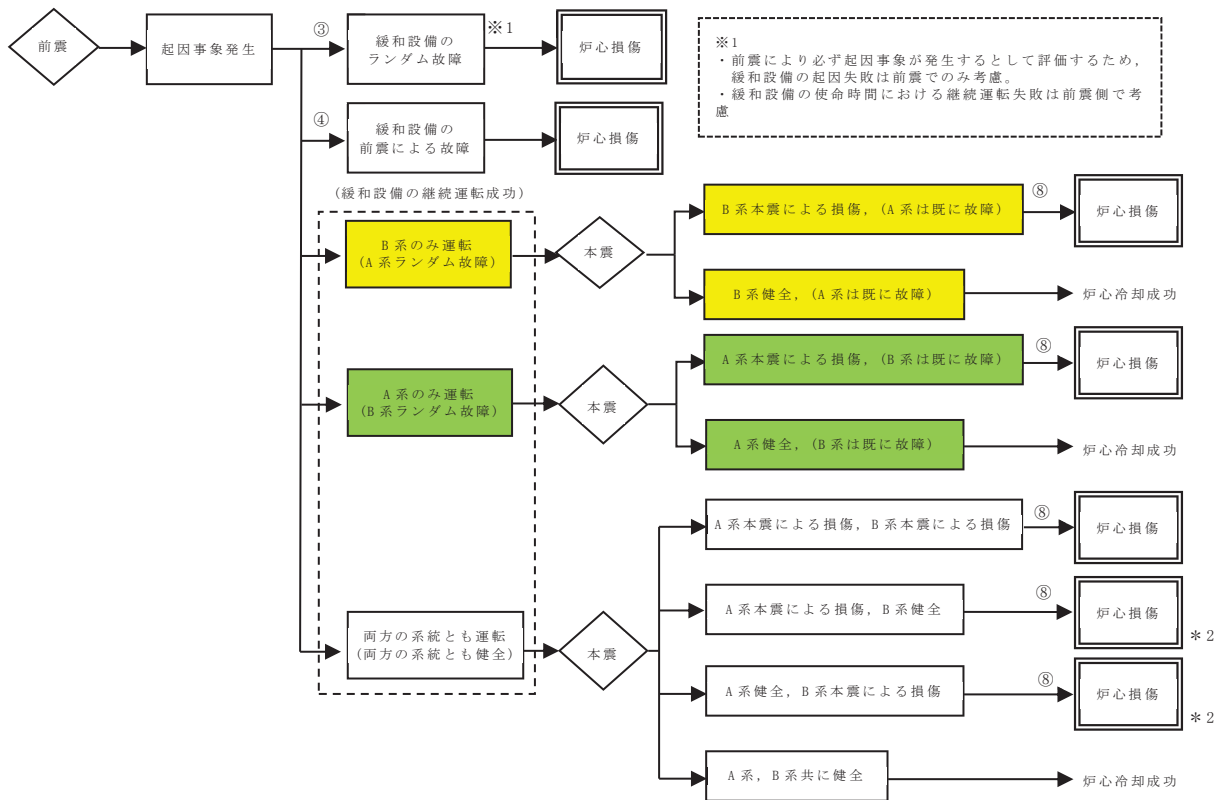 前震
起因事象発生
③
緩和設備の
ランダム故障
※1
炉心損傷
※1
・前震により必ず起因事象が発生するとして評価するため，
緩和設備の起因失敗は前震でのみ考慮。
・緩和設備の使命時間における継続運転失敗は前震側で考
慮
④
緩和設備の
前震による故障
炉心損傷
(緩和設備の継続運転成功)
B系のみ運転
(A系ランダム故障)
本震
B系本震による損傷，(A系は既に故障)
⑧
炉心損傷
B系健全，(A系は既に故障)
炉心冷却成功
A系のみ運転
(B系ランダム故障)
本震
A系本震による損傷，(B系は既に故障)
⑧
炉心損傷
A系健全，(B系は既に故障)
炉心冷却成功
両方の系統とも運転
(両方の系統とも健全)
本震
A系本震による損傷，B系本震による損傷
⑧
炉心損傷
A系本震による損傷，B系健全
⑧
炉心損傷
＊2
A系健全，B系本震による損傷
⑧
炉心損傷
＊2
A系，B系共に健全
炉心冷却成功